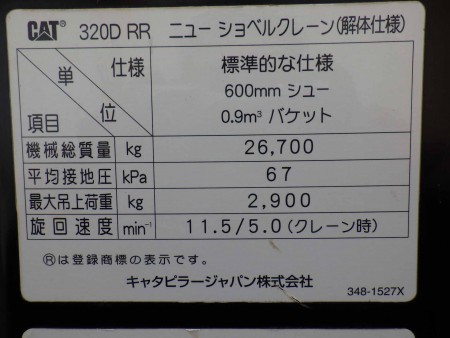 CAT 320D RR ニュー ショベルクレーン(解体仕様)
単位 仕様 標準的な仕様
600mm シュー
項目 0.9m³ バケット
機械総質量 kg 26,700
平均接地圧 kPa 67
最大吊上荷重 kg 2,900
旋回速度 min⁻¹ 11.5/5.0(クレーン時)
®は登録商標の表示です。
キャタピラージャパン株式会社
348-1527X